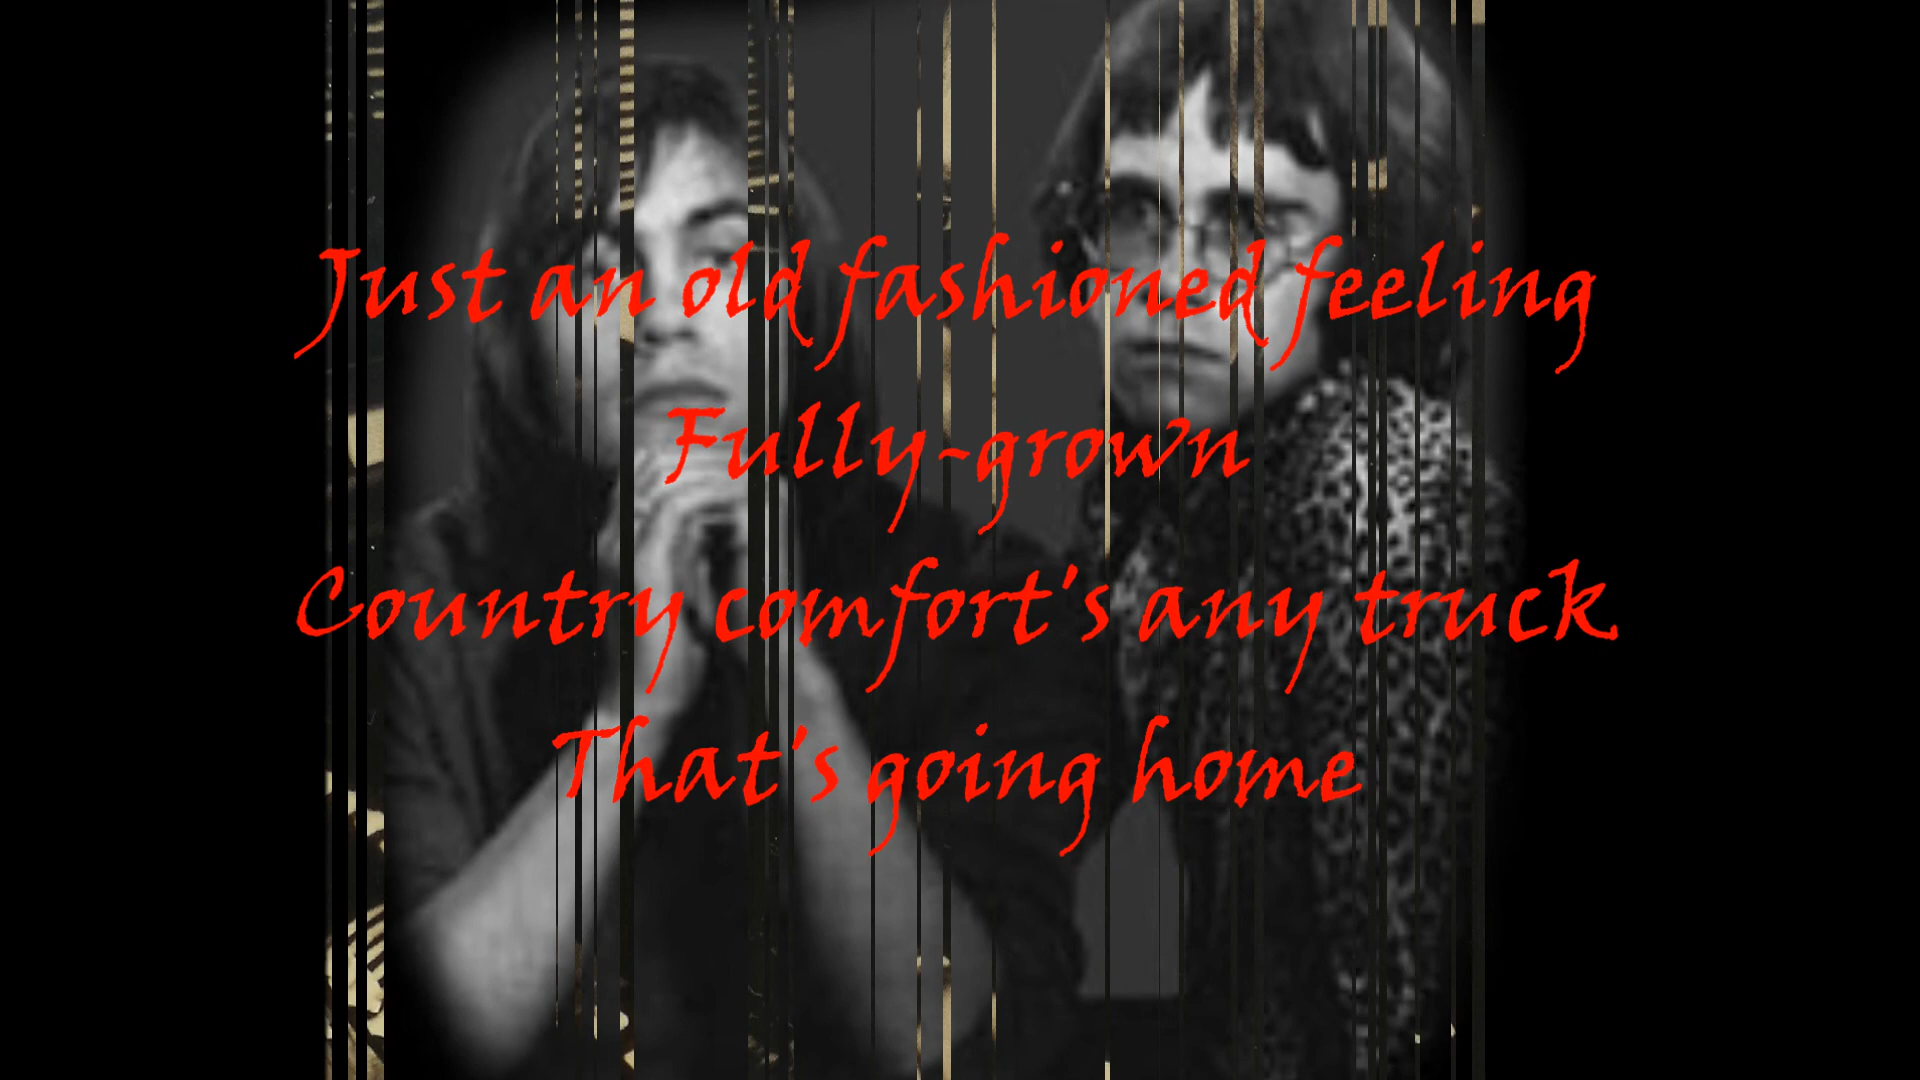 Just an old fashioned feeling
Fully-grown
Country comfort's any truck
That's going home